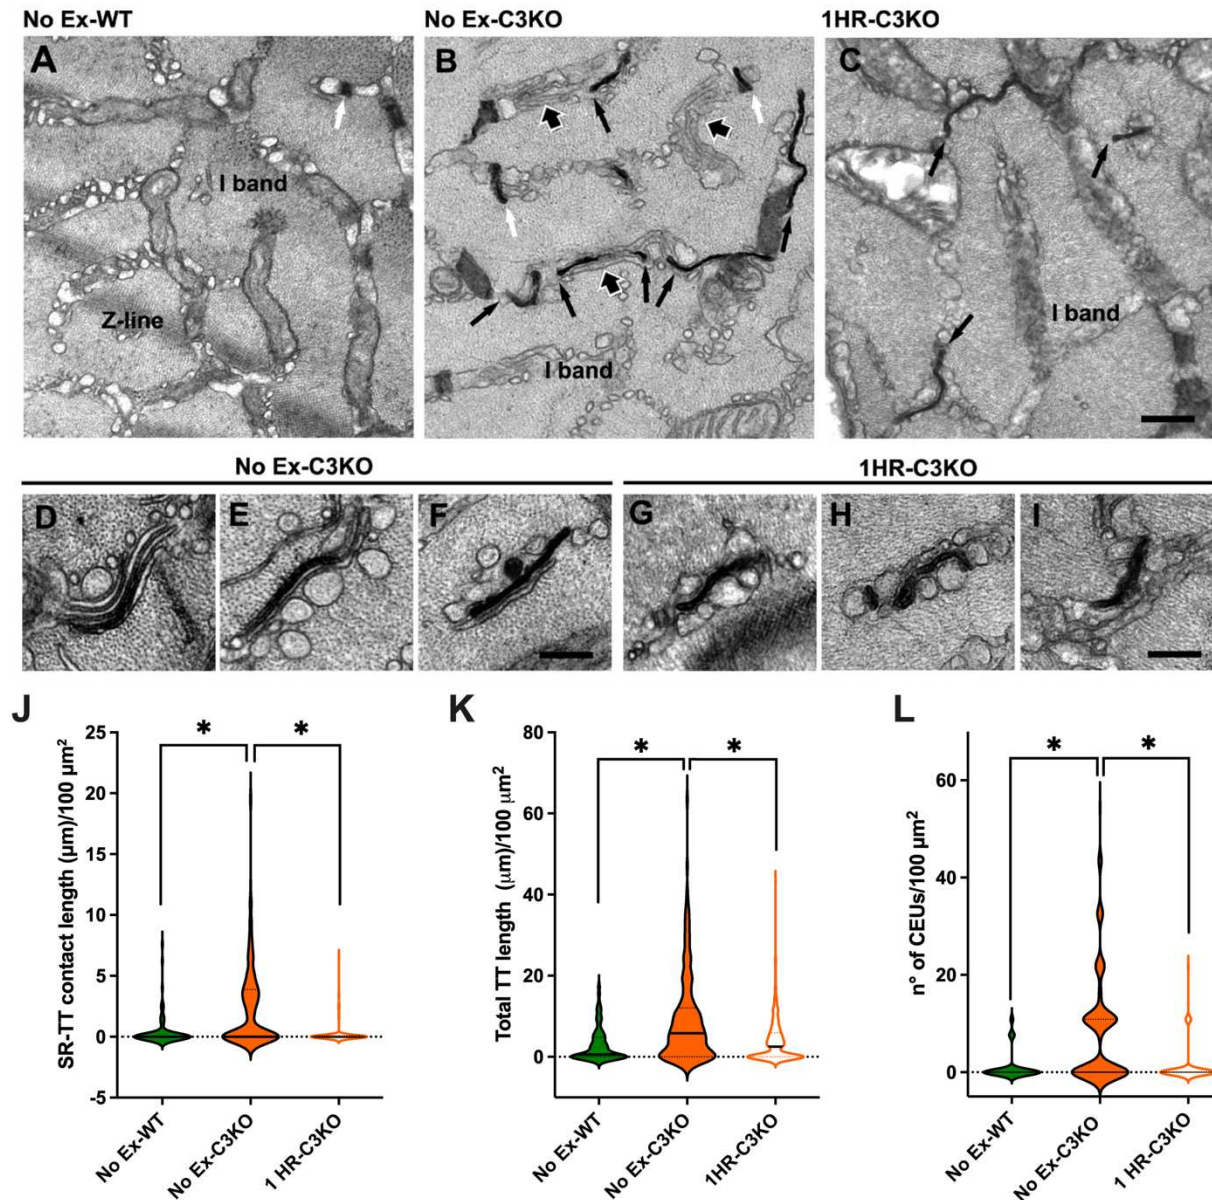 No Ex-WT
No Ex-C3KO
1HR-C3KO
A
B
C
I band
Z-line
I band
I band
No Ex-C3KO
1HR-C3KO
D
E
F
G
H
I
J
SR-TT contact length (µm)/100 µm²
25
20
15
10
5
0
-5
*
*
No Ex-WT
No Ex-C3KO
1 HR-C3KO
K
Total TT length (µm)/100 µm²
80
60
40
20
0
*
*
No Ex-WT
No Ex-C3KO
1HR-C3KO
L
n° of CEUs/100 µm²
60
40
20
0
*
*
No Ex-WT
No Ex-C3KO
1 HR-C3KO